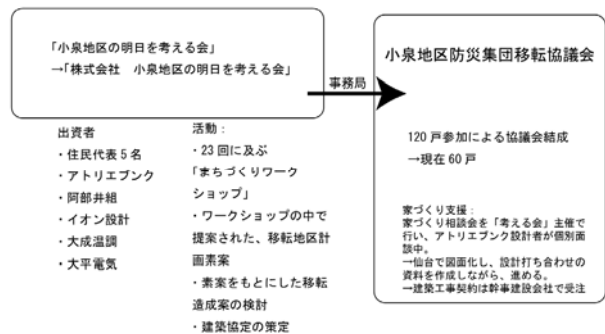 「小泉地区の明日を考える会」
→「株式会社　小泉地区の明日を考える会」
事務局
出資者
・住民代表 5 名
・アトリエブンク
・阿部井組
・イオン設計
・大成温調
・大平電気
活動：
・23 回に及ぶ
「まちづくりワーク
ショップ」
・ワークショップの中で
提案された、移転地区計
画素案
・素案をもとにした移転
造成案の検討
・建築協定の策定
小泉地区防災集団移転協議会
120 戸参加による協議会結成
→現在 60 戸
家づくり支援：
家づくり相談会を「考える会」主催で
行い、アトリエブンク設計者が個別面
談中。
→仙台で図面化し、設計打ち合わせの
資料を作成しながら、進める。
→建築工事契約は幹事建設会社で受注